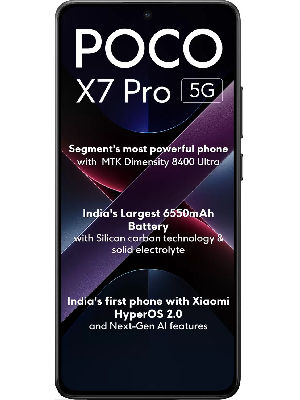 POCO
X7 Pro 5G
Segment's most powerful phone
with MTK Dimensity 8400 Ultra
India's Largest 6550mAh
Battery
with Silicon carbon technology &
solid electrolyte
India's first phone with Xiaomi
HyperOS 2.0
and Next-Gen AI features